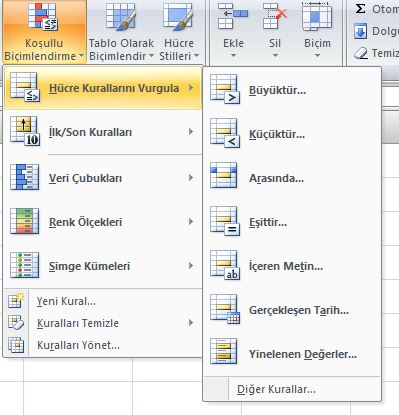 Koşullu Biçimlendirme
Tablo Olarak Biçimlendir
Hücre Stilleri
Ekle
Sil
Biçim
Σ Otom
Dolgu
Temiz
Hücre Kurallarını Vurgula
İlk/Son Kuralları
10
Veri Çubukları
Renk Ölçekleri
Simge Kümeleri
Yeni Kural...
Kuralları Temizle
Kuralları Yönet...
Büyüktür...
Küçüktür...
Arasında...
Eşittir...
ab
İçeren Metin...
Gerçekleşen Tarih...
Yinelenen Değerler...
Diğer Kurallar...